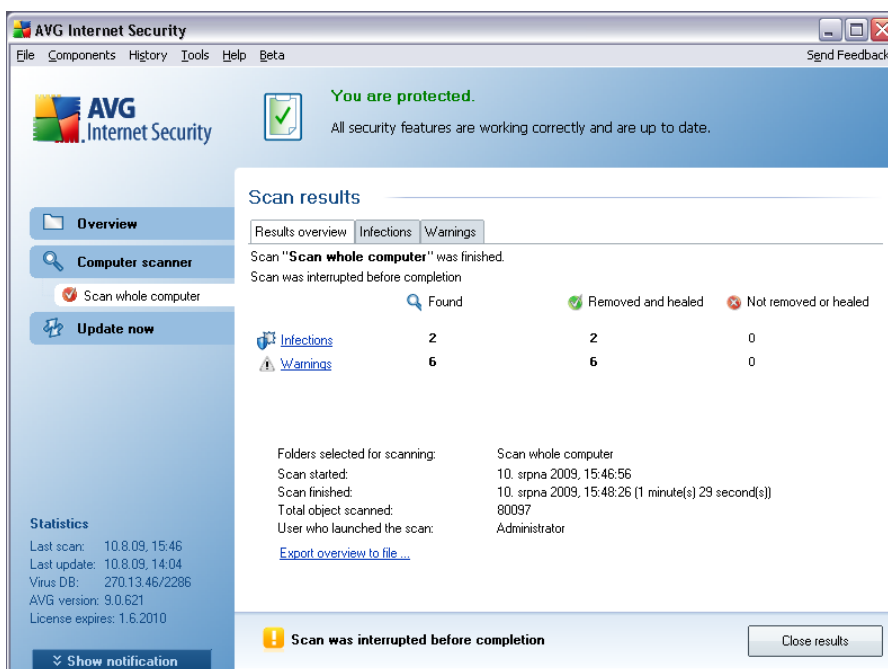 AVG Internet Security
File Components History Tools Help Beta Send Feedback
AVG
Internet Security
You are protected.
All security features are working correctly and are up to date.
Overview
Computer scanner
Scan whole computer
Update now
Scan results
Results overview Infections Warnings
Scan "Scan whole computer" was finished.
Scan was interrupted before completion
Found Removed and healed Not removed or healed
Infections 2 2 0
Warnings 6 6 0
Folders selected for scanning: Scan whole computer
Scan started: 10. srpna 2009, 15:46:56
Scan finished: 10. srpna 2009, 15:48:26 (1 minute(s) 29 second(s))
Total object scanned: 80097
User who launched the scan: Administrator
Export overview to file ...
Statistics
Last scan: 10.8.09, 15:46
Last update: 10.8.09, 14:04
Virus DB: 270.13.46/2286
AVG version: 9.0.621
License expires: 1.6.2010
Show notification
Scan was interrupted before completion
Close results